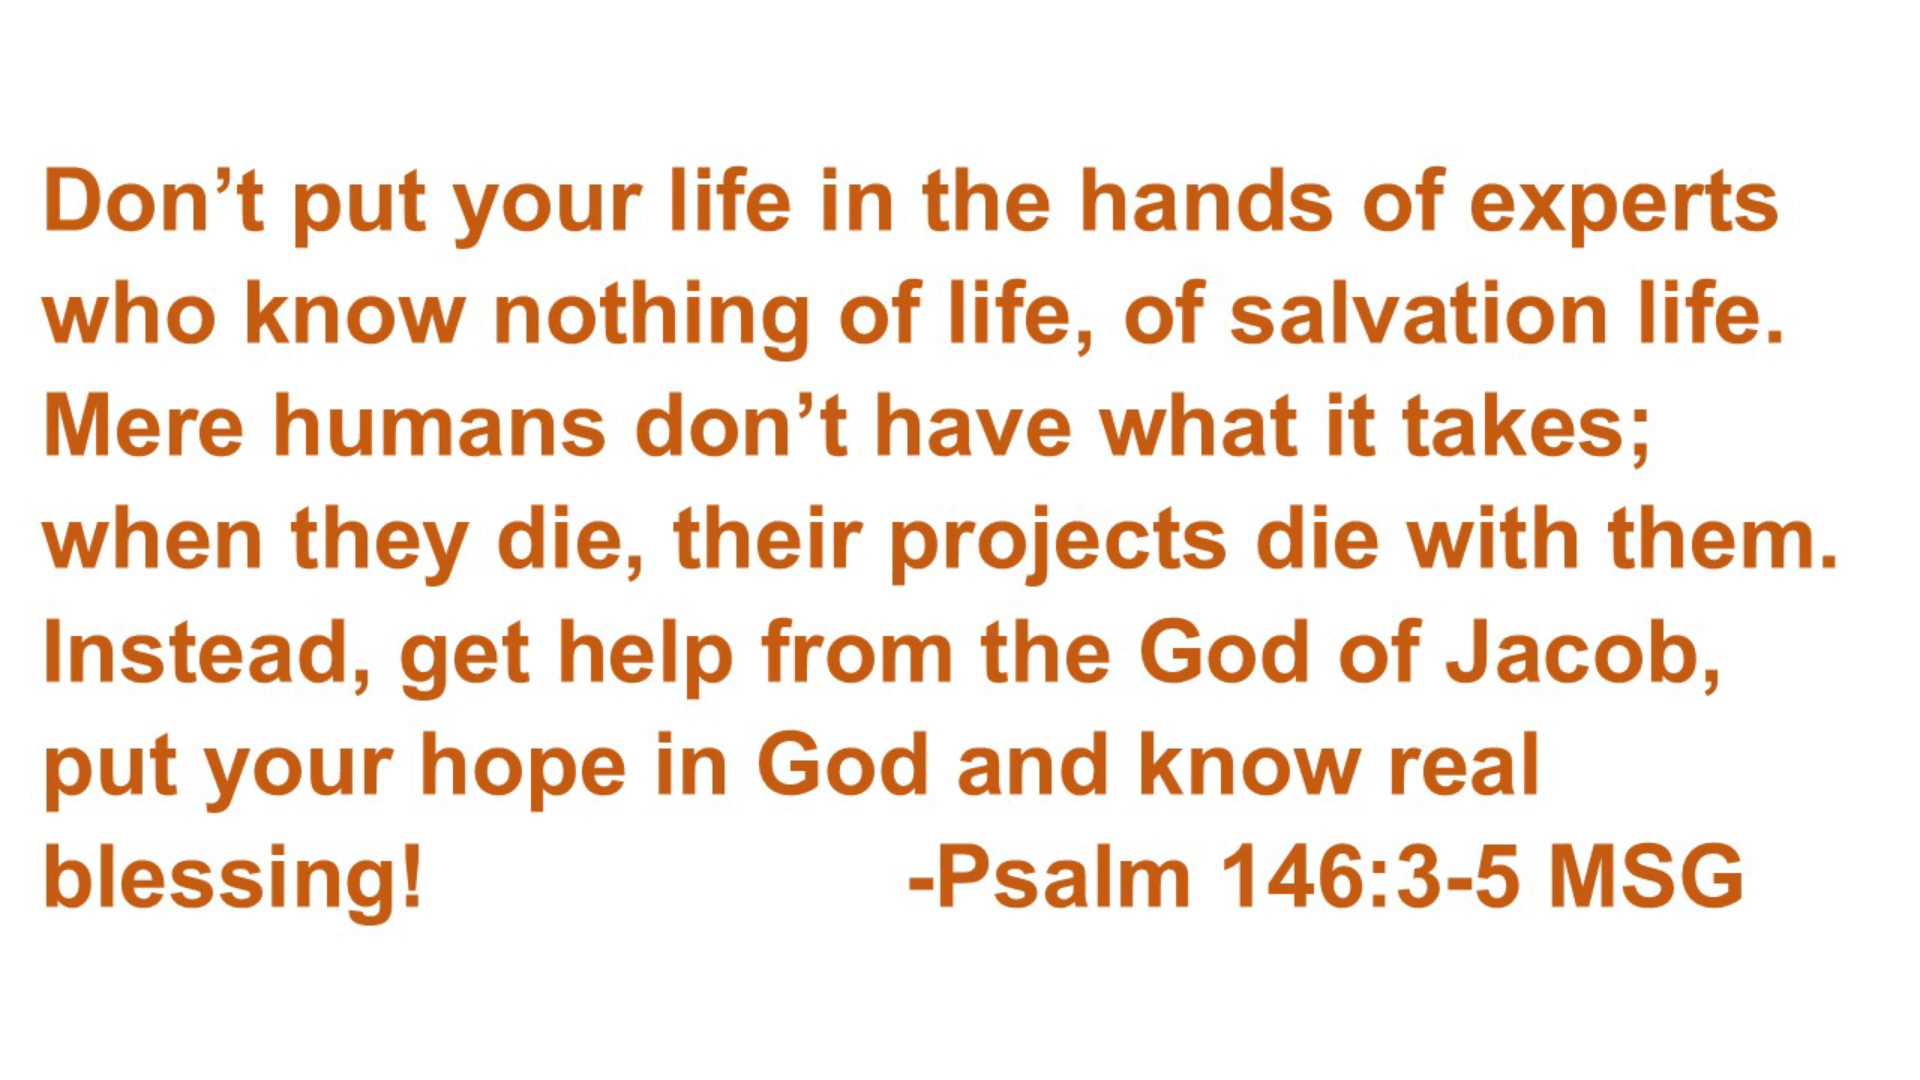 Don’t put your life in the hands of experts
who know nothing of life, of salvation life.
Mere humans don’t have what it takes;
when they die, their projects die with them.
Instead, get help from the God of Jacob,
put your hope in God and know real
blessing! -Psalm 146:3-5 MSG